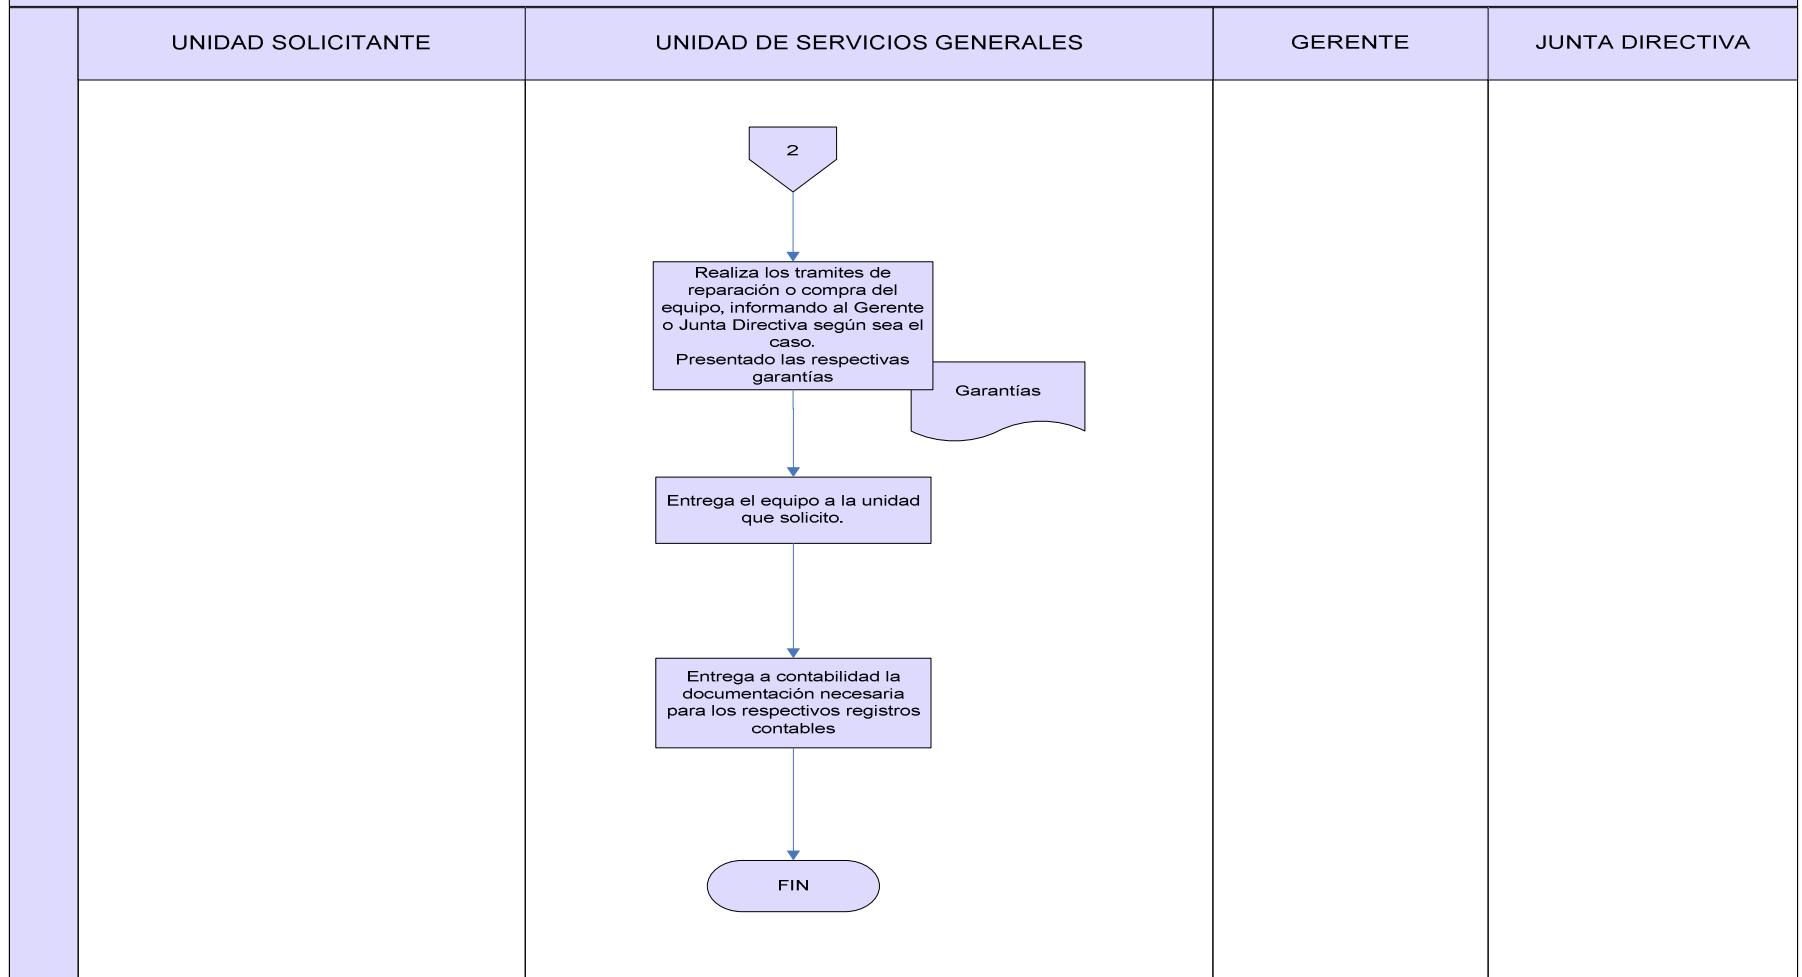 UNIDAD SOLICITANTE
UNIDAD DE SERVICIOS GENERALES
GERENTE
JUNTA DIRECTIVA
2
Realiza los tramites de
reparación o compra del
equipo, informando al Gerente
o Junta Directiva según sea el
caso.
Presentado las respectivas
garantías
Garantías
Entrega el equipo a la unidad
que solicito.
Entrega a contabilidad la
documentación necesaria
para los respectivos registros
contables
FIN